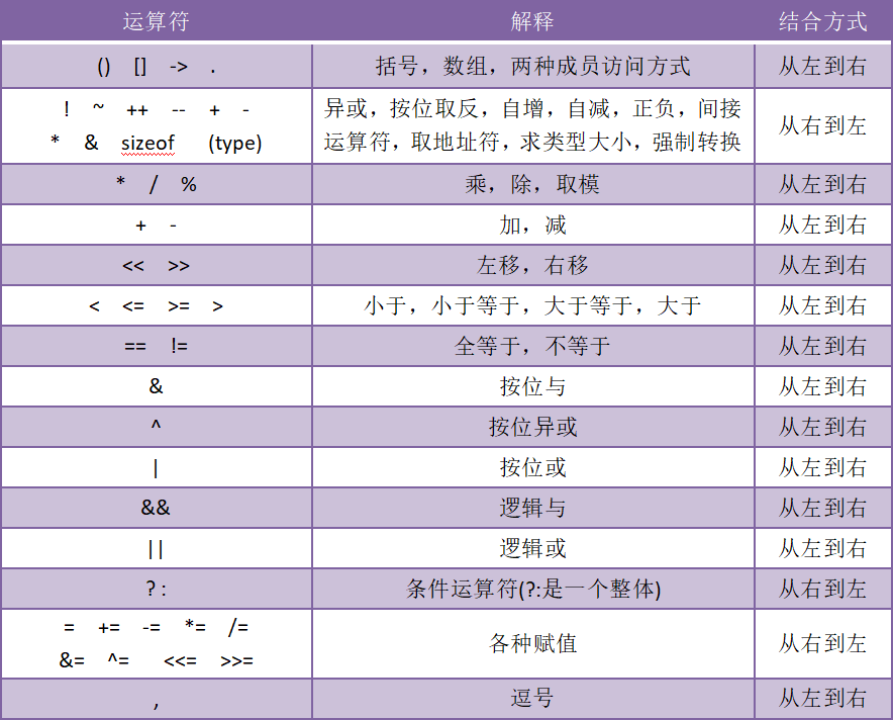 运算符 解释 结合方式
() [] -> . 括号，数组，两种成员访问方式 从左到右
! ~ ++ -- + - 异或，按位取反，自增，自减，正负，间接
* & sizeof (type) 运算符，取地址符，求类型大小，强制转换 从右到左
* / % 乘，除，取模 从左到右
+ - 加，减 从左到右
<< >> 左移，右移 从左到右
< <= >= > 小于，小于等于，大于等于，大于 从左到右
== != 全等于，不等于 从左到右
& 按位与 从左到右
^ 按位异或 从左到右
| 按位或 从左到右
&& 逻辑与 从左到右
|| 逻辑或 从左到右
? : 条件运算符(?:是一个整体) 从右到左
= += -= *= /=
&= ^= <<= >>= 各种赋值 从右到左
, 逗号 从左到右